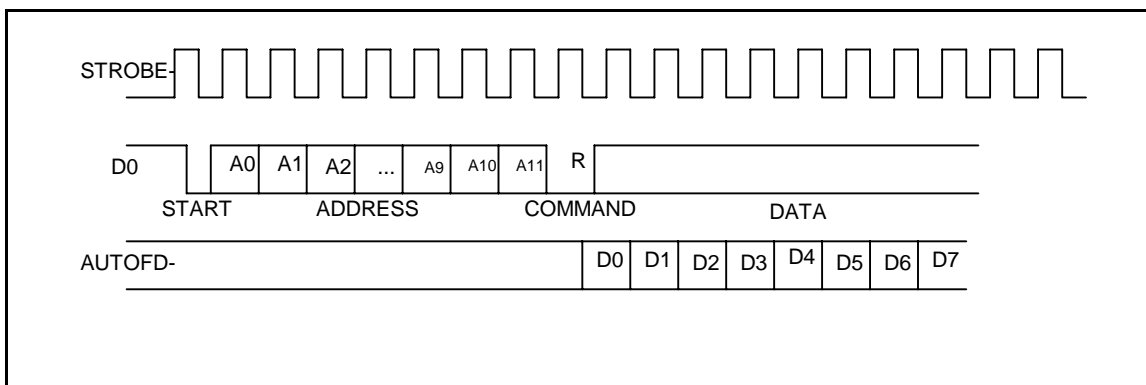 STROBE-
D0 A0 A1 A2 ... A9 A10 A11 R
START ADDRESS COMMAND DATA
AUTOFD- D0 D1 D2 D3 D4 D5 D6 D7